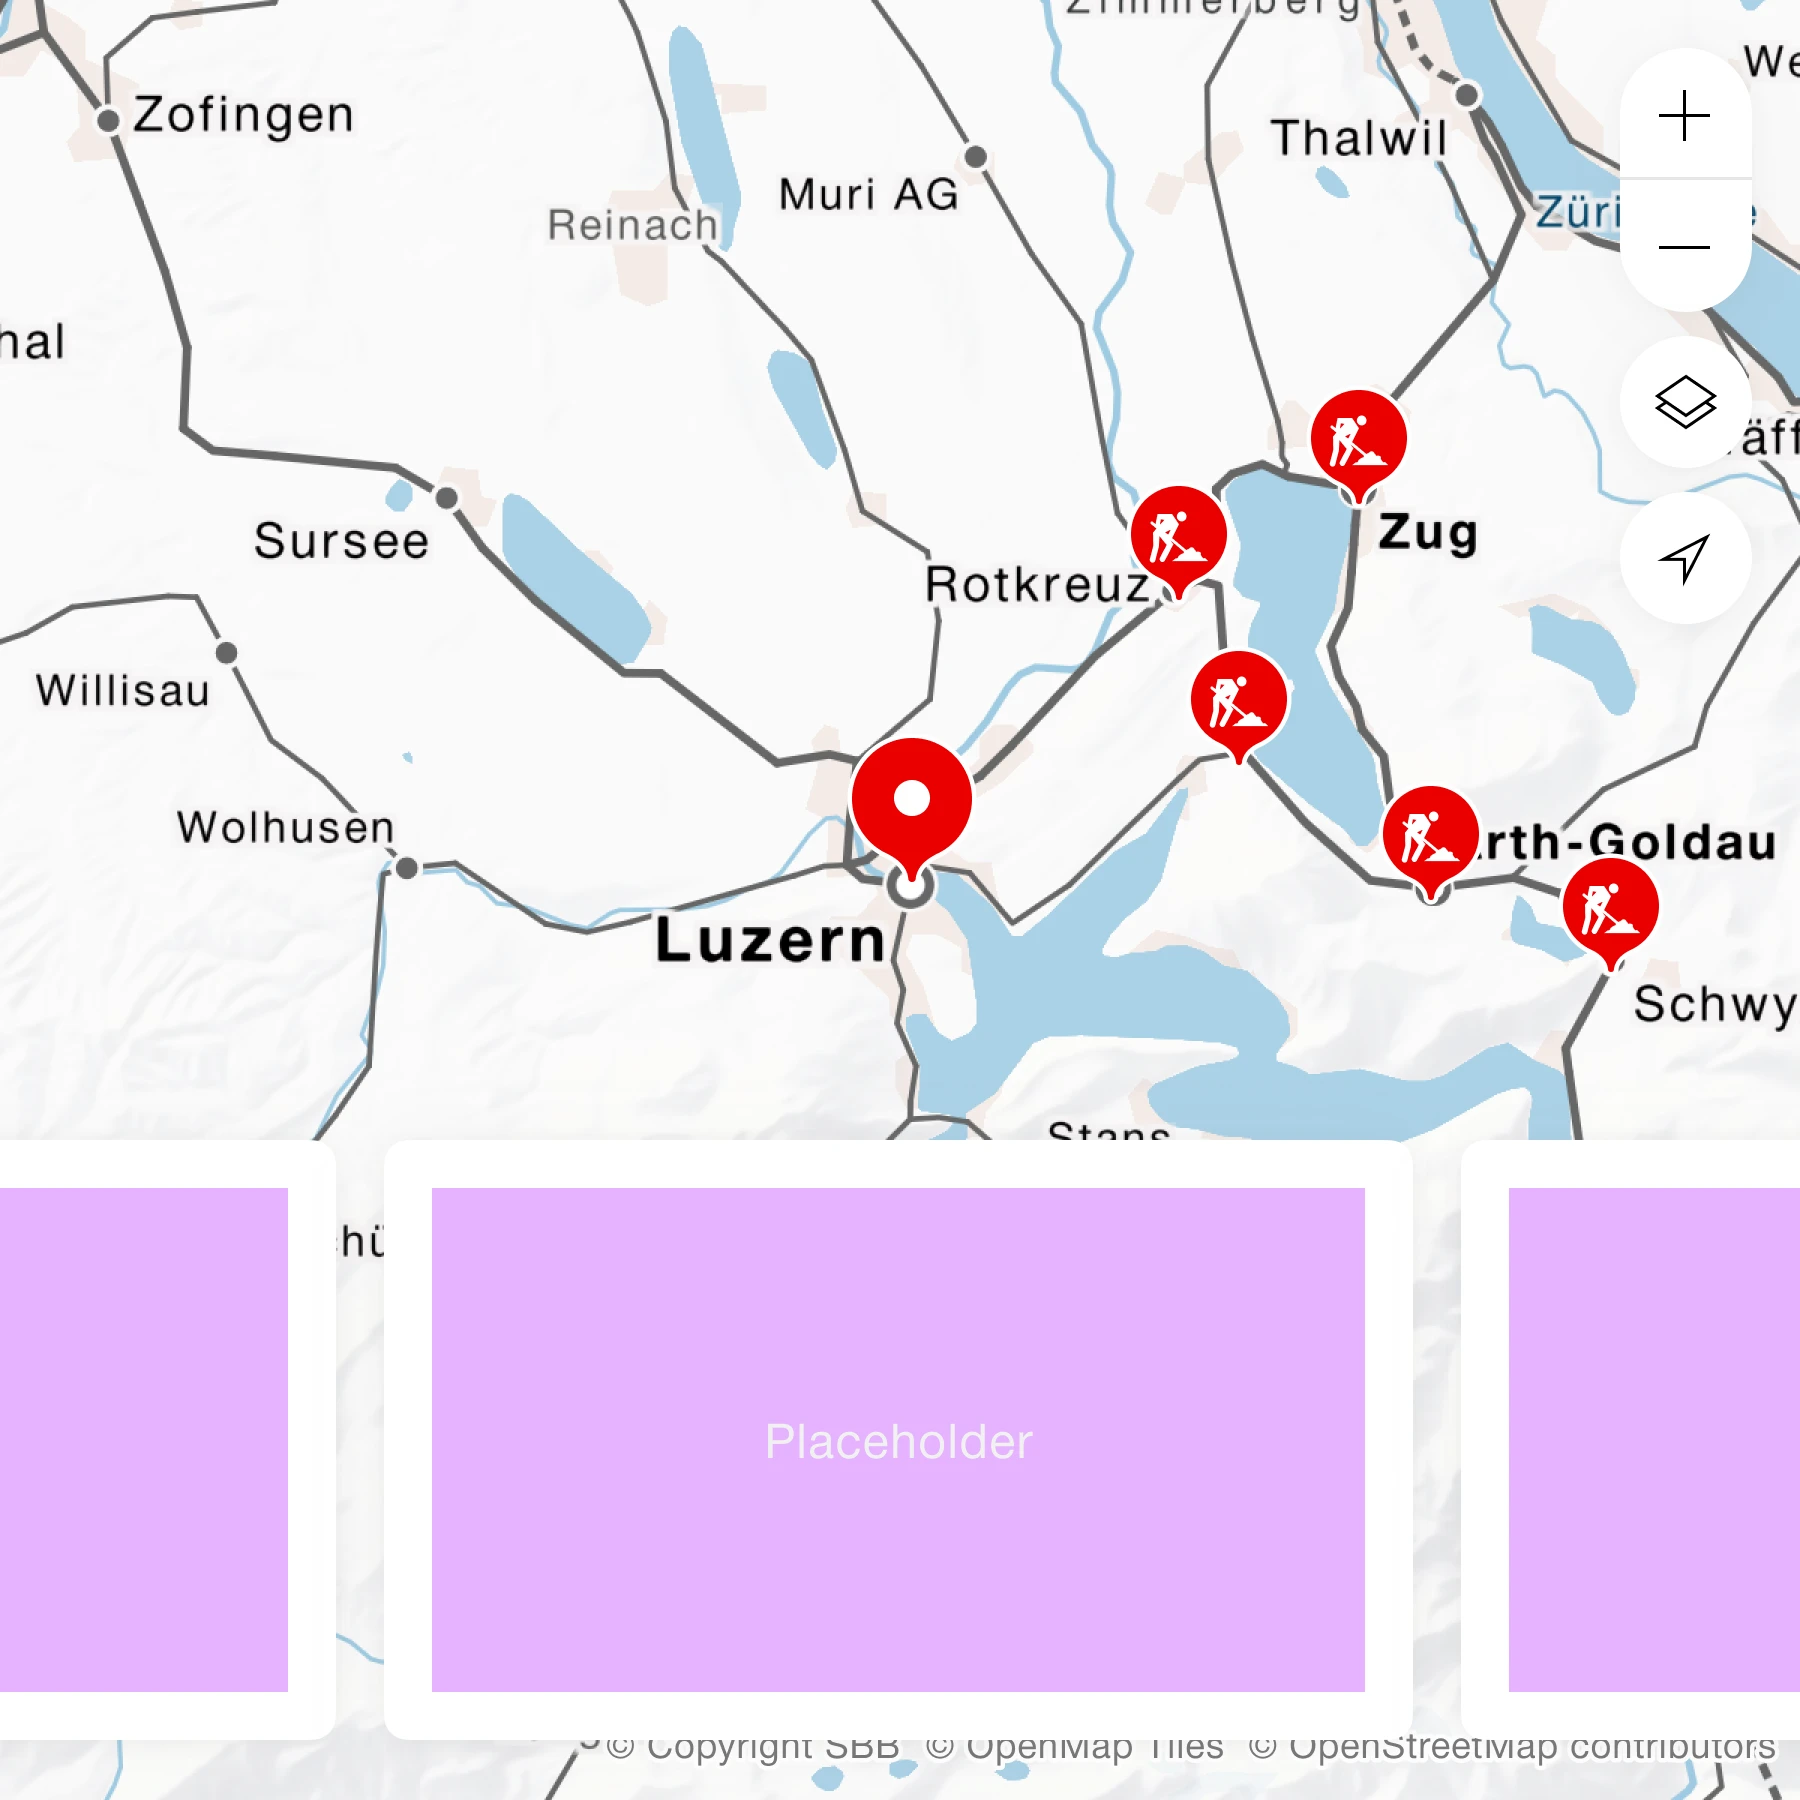 Zimmerberg
We
Zofingen
Thalwil
Muri AG
Reinach
Züri
e
hal
äff
Zug
Sursee
Rotkreuz
Willisau
Wolhusen
rth-Goldau
Luzern
Schwy
Stans
hü
Placeholder
© Copyright SBB © OpenMap Tiles © OpenStreetMap contributors